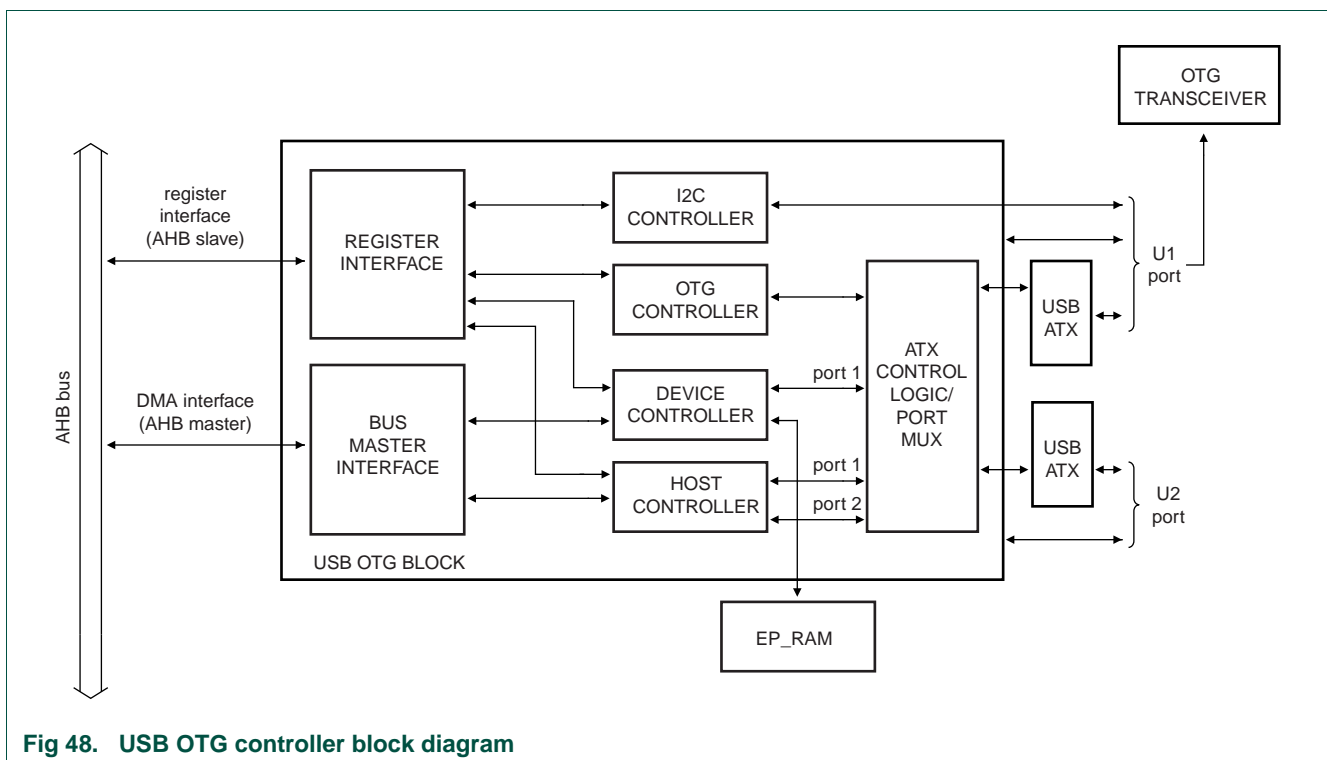 OTG
TRANSCEIVER
register
interface
(AHB slave)
REGISTER
INTERFACE
I2C
CONTROLLER
OTG
CONTROLLER
U1
port
USB
ATX
ATX
CONTROL
LOGIC/
PORT
MUX
AHB bus
DMA interface
(AHB master)
BUS
MASTER
INTERFACE
DEVICE
CONTROLLER
port 1
HOST
CONTROLLER
port 1
port 2
USB
ATX
U2
port
USB OTG BLOCK
EP_RAM
Fig 48. USB OTG controller block diagram